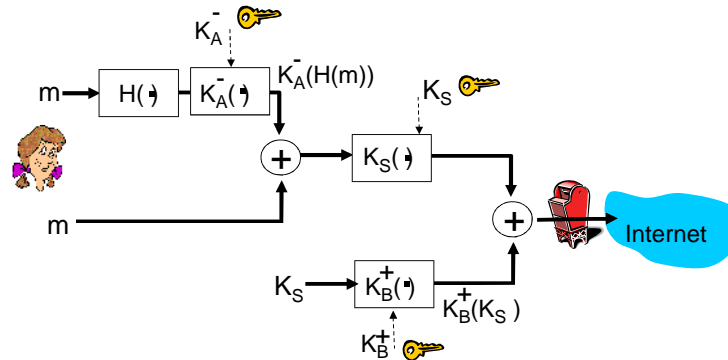 K_A^-
K_A^-(H(m))
m
H(·)
K_A^-(·)
K_S
+
K_S(·)
m
+
Internet
K_S
K_B^+(·)
K_B^+(K_S )
K_B^+